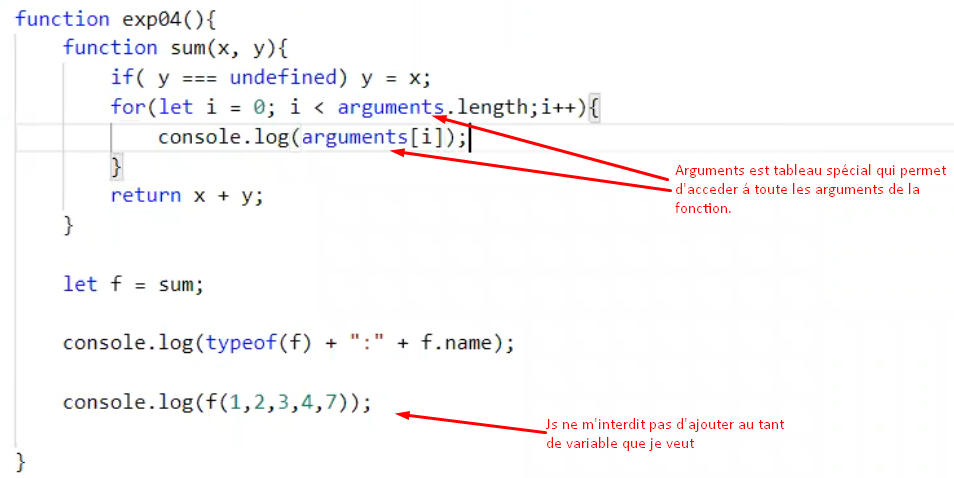 function exp04(){
function sum(x, y){
if( y === undefined) y = x;
for(let i = 0; i < arguments.length;i++){
console.log(arguments[i]);
}
return x + y;
}
Arguments est tableau spécial qui permet
d'acceder á toute les arguments de la
fonction.
let f = sum;
console.log(typeof(f) + ":" + f.name);
console.log(f(1,2,3,4,7));
Js ne m'interdit pas d'ajouter au tant
de variable que je veut
}